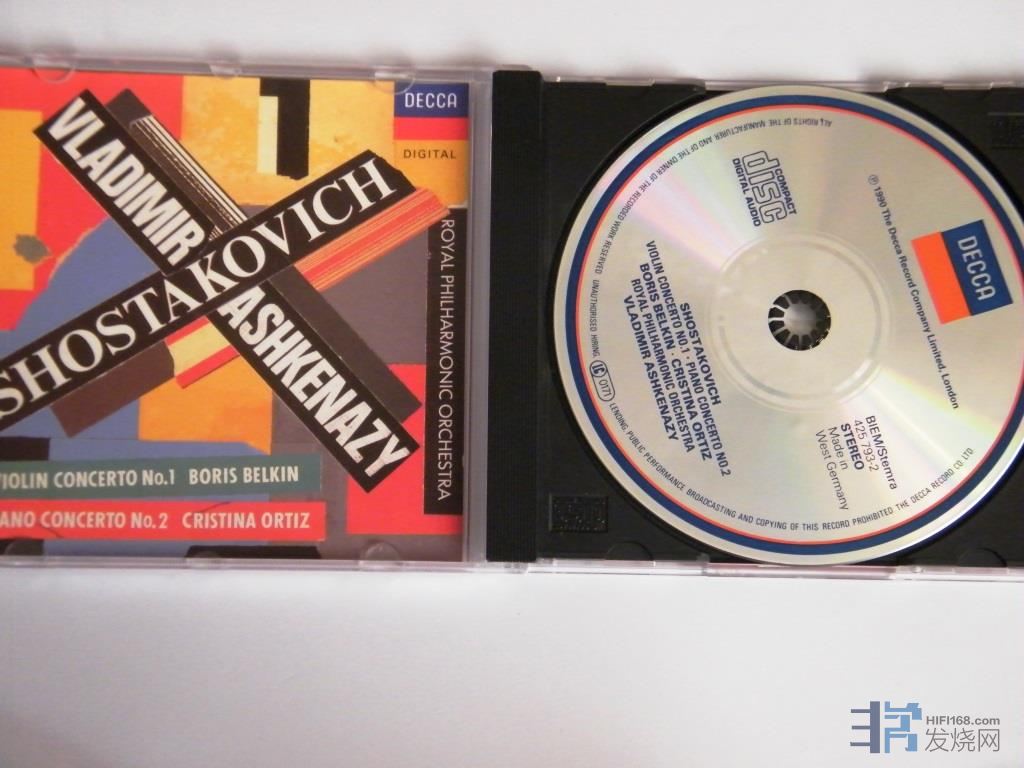 1
DECCA
DIGITAL
VLADIMIR
ASHKENAZY
SHOSTAKOVICH
ROYAL PHILHARMONIC ORCHESTRA
VIOLIN CONCERTO No.1 BORIS BELKIN
ANO CONCERTO No.2 CRISTINA ORTIZ
ALL RIGHTS OF THE MANUFACTURER AND OF THE OWNER OF THE RECORDED WORK RESERVED UNAUTHORISED HIRING, LENDING, PUBLIC PERFORMANCE BROADCASTING AND COPYING OF THIS RECORD PROHIBITED THE DECCA RECORD CO LTD
LC 0171
COMPACT
disc
DIGITAL AUDIO
DECCA
℗ 1990 The Decca Record Company Limited, London
SHOSTAKOVICH
VIOLIN CONCERTO NO.1 · PIANO CONCERTO NO.2
BORIS BELKIN · CRISTINA ORTIZ
ROYAL PHILHARMONIC ORCHESTRA
VLADIMIR ASHKENAZY
BIEM/Stemra
425 793-2
STEREO
Made in
West Germany
HIFI168.com
发烧网